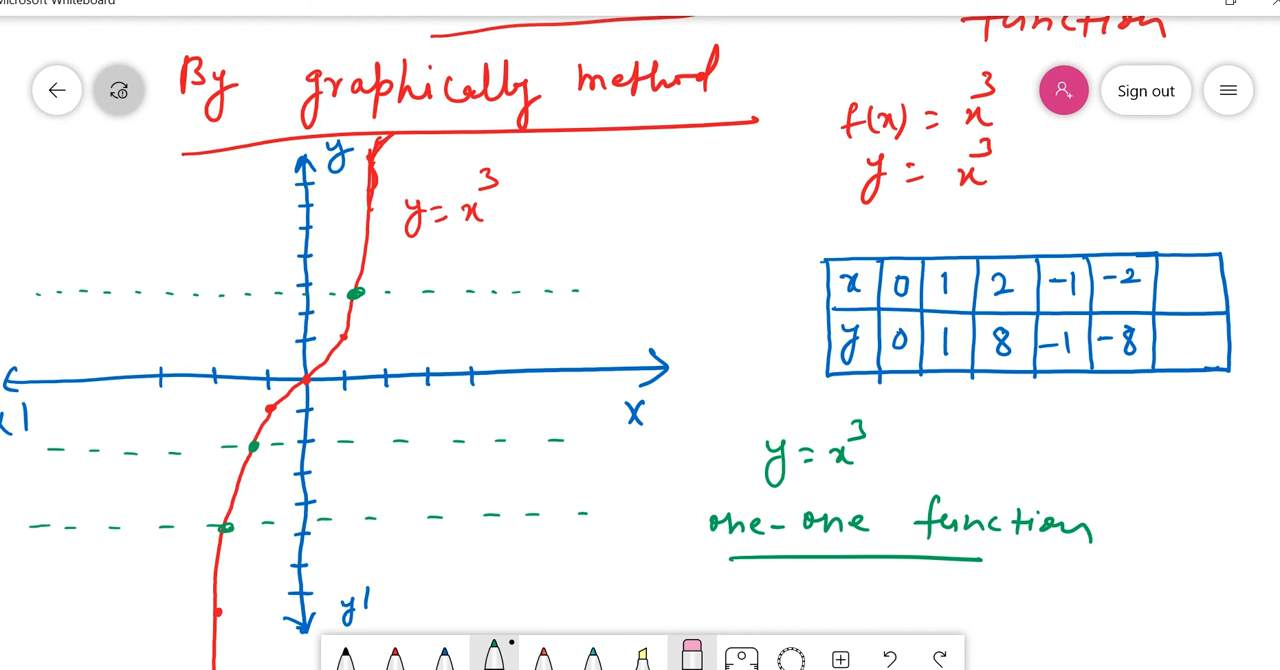 Microsoft Whiteboard
function
By graphically method
Sign out
f(x) = x³
y = x³
y
y = x³
x 0 1 2 -1 -2
y 0 1 8 -1 -8
x
y = x³
one-one function
y'